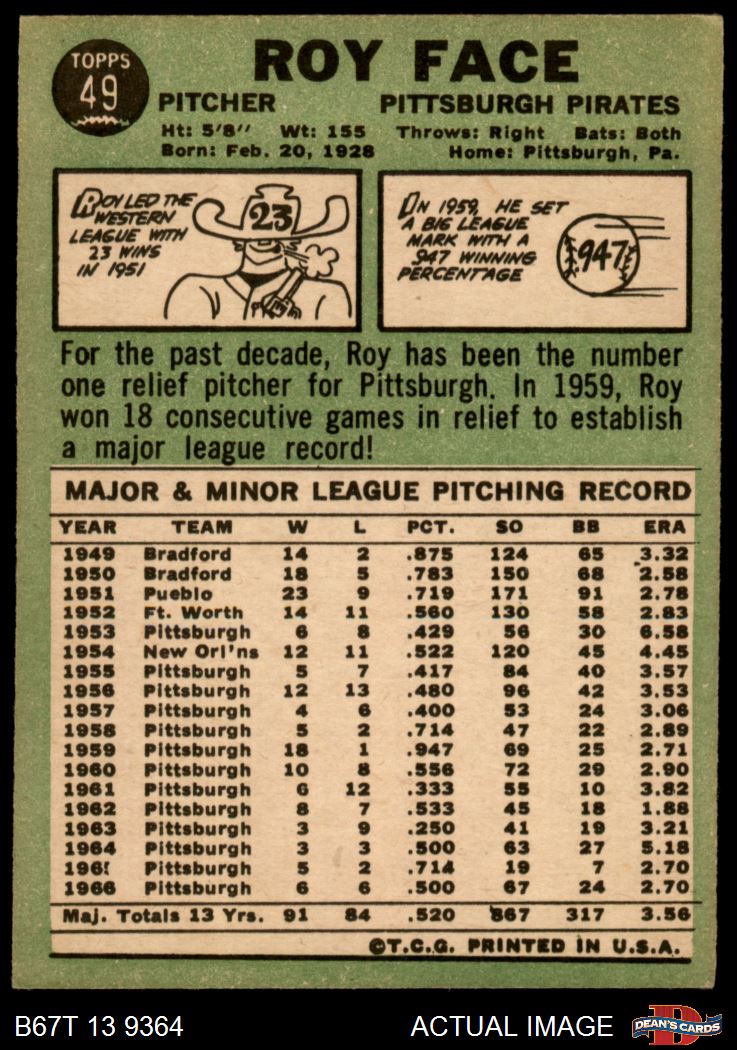 TOPPS
49
ROY FACE
PITCHER PITTSBURGH PIRATES
Ht: 5'8'' Wt: 155 Throws: Right Bats: Both
Born: Feb. 20, 1928 Home: Pittsburgh, Pa.
ROY LED THE
WESTERN
LEAGUE WITH
23 WINS
IN 1951
23
IN 1959, HE SET
A BIG LEAGUE
MARK WITH A
.947 WINNING
PERCENTAGE
.947
For the past decade, Roy has been the number
one relief pitcher for Pittsburgh. In 1959, Roy
won 18 consecutive games in relief to establish
a major league record!
MAJOR & MINOR LEAGUE PITCHING RECORD
YEAR TEAM W L PCT. SO BB ERA
1949 Bradford 14 2 .875 124 65 3.32
1950 Bradford 18 5 .783 150 68 2.58
1951 Pueblo 23 9 .719 171 91 2.78
1952 Ft. Worth 14 11 .560 130 58 2.83
1953 Pittsburgh 6 8 .429 56 30 6.58
1954 New Orl'ns 12 11 .522 120 45 4.45
1955 Pittsburgh 5 7 .417 84 40 3.57
1956 Pittsburgh 12 13 .480 96 42 3.53
1957 Pittsburgh 4 6 .400 53 24 3.06
1958 Pittsburgh 5 2 .714 47 22 2.89
1959 Pittsburgh 18 1 .947 69 25 2.71
1960 Pittsburgh 10 8 .556 72 29 2.90
1961 Pittsburgh 6 12 .333 55 10 3.82
1962 Pittsburgh 8 7 .533 45 18 1.88
1963 Pittsburgh 3 9 .250 41 19 3.21
1964 Pittsburgh 3 3 .500 63 27 5.18
1965 Pittsburgh 5 2 .714 19 7 2.70
1966 Pittsburgh 6 6 .500 67 24 2.70
Maj. Totals 13 Yrs. 91 84 .520 867 317 3.56
©T.C.G. PRINTED IN U.S.A.
B67T 13 9364 ACTUAL IMAGE DEAN'S CARDS